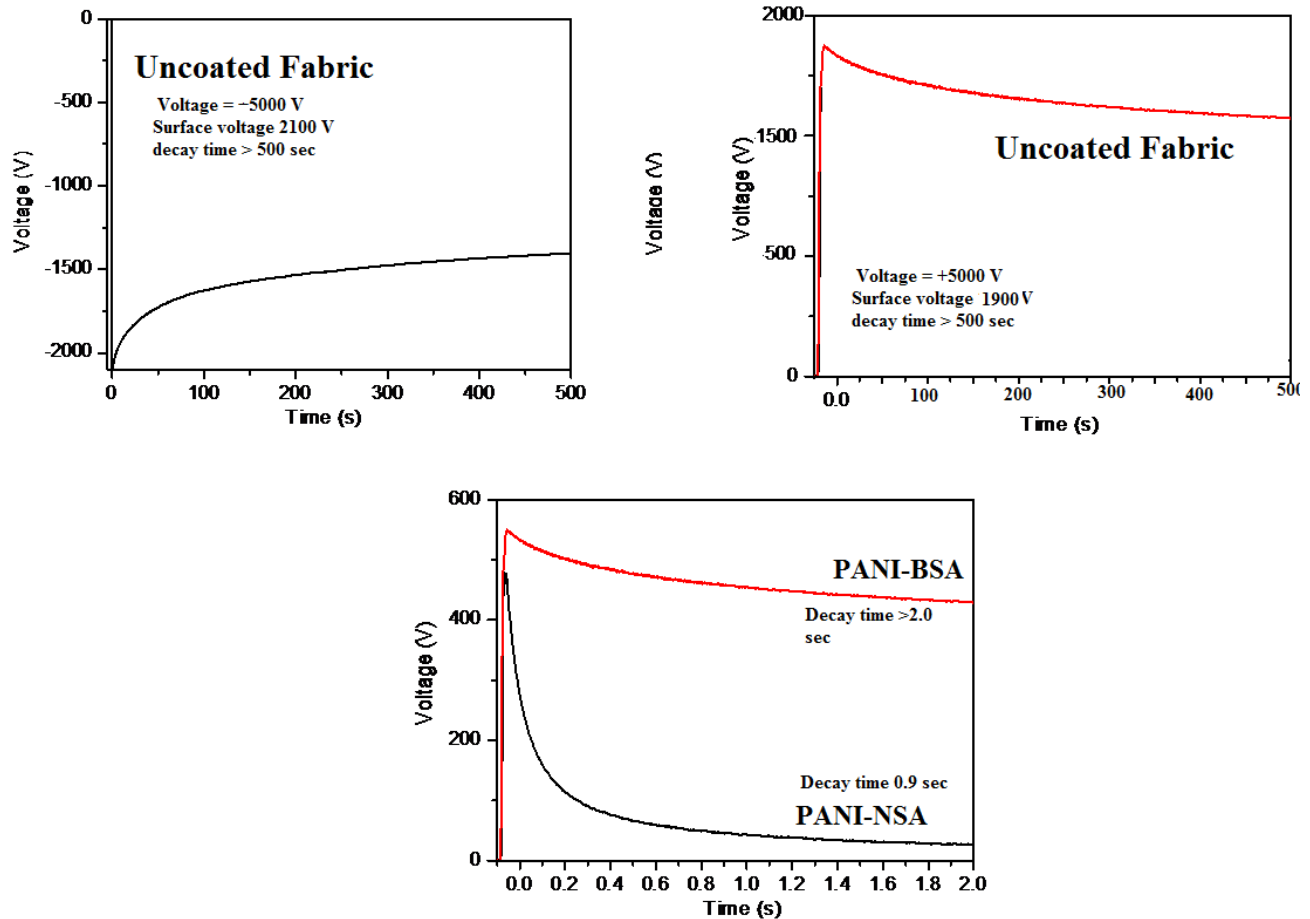 0
-500
-1000
-1500
-2000
Voltage (V)
Uncoated Fabric
Voltage = −5000 V
Surface voltage 2100 V
decay time > 500 sec
0
100
200
300
400
500
Time (s)
Voltage (V)
2000
1500
500
0
Voltage (V)
Uncoated Fabric
Voltage = +5000 V
Surface voltage 1900 V
decay time > 500 sec
0.0
100
200
300
400
500
Time (s)
600
400
200
0
Voltage (V)
PANI-BSA
Decay time >2.0
sec
Decay time 0.9 sec
PANI-NSA
0.0
0.2
0.4
0.6
0.8
1.0
1.2
1.4
1.6
1.8
2.0
Time (s)